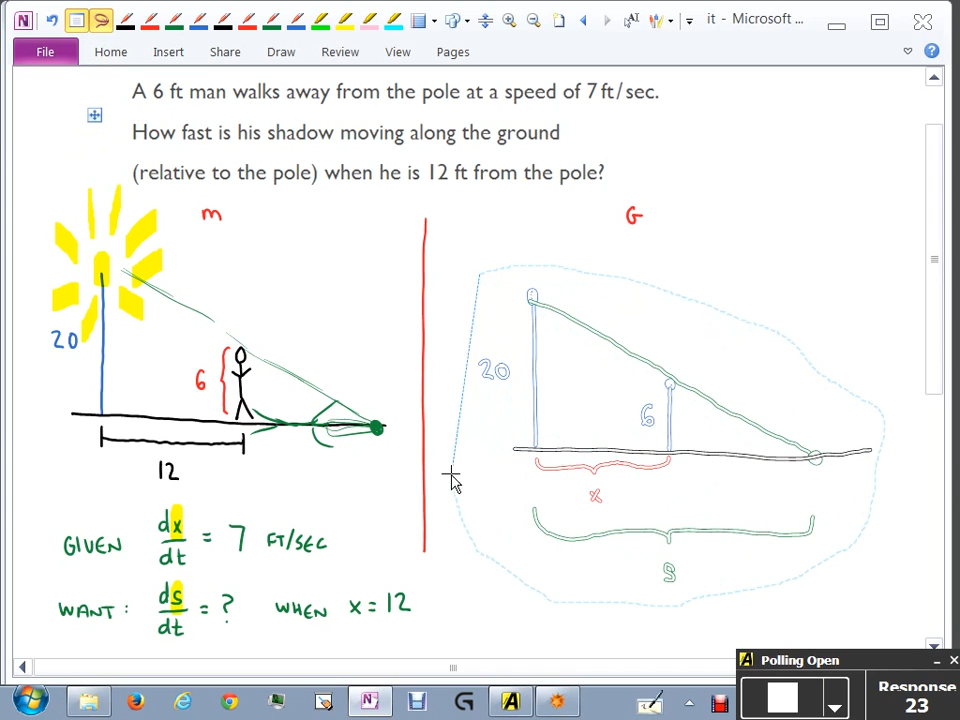 it - Microsoft ...
File Home Insert Share Draw Review View Pages
A 6 ft man walks away from the pole at a speed of 7 ft/sec.
How fast is his shadow moving along the ground
(relative to the pole) when he is 12 ft from the pole?
M
G
20
6
12
20
6
x
s
GIVEN dx/dt = 7 FT/SEC
WANT: ds/dt = ? WHEN x = 12
Polling Open
Response
23